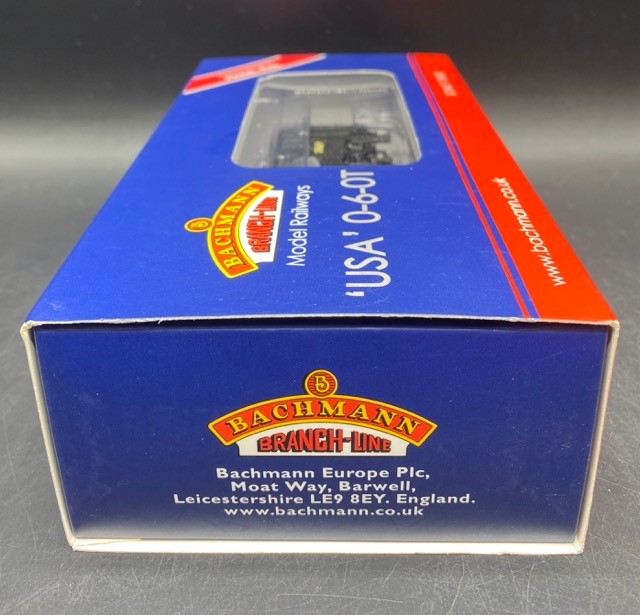 BACHMANN
BRANCH-LINE
Model Railways
'USA' 0-6-0T
www.bachmann.co.uk
BACHMANN
BRANCH-LINE
Bachmann Europe Plc,
Moat Way, Barwell,
Leicestershire LE9 8EY. England.
www.bachmann.co.uk